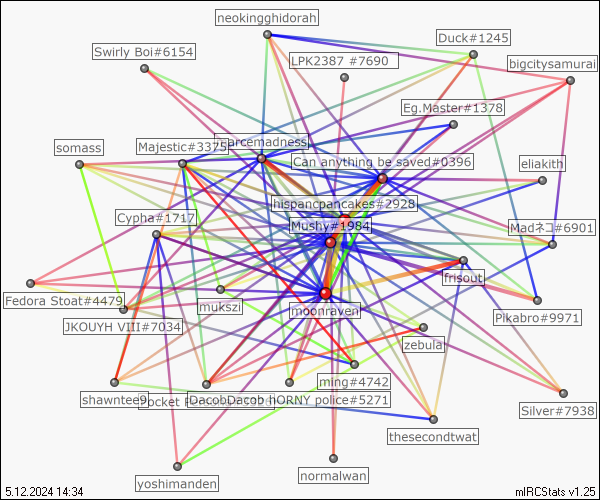 neokingghidorah
Duck#1245
Swirly Boi#6154
LPK2387 #7690
bigcitysamurai
Eg.Master#1378
Majestic#3375
arcemadness
somass
Can anything be saved#0396
eliakith
hispancpancakes#2928
Cypha#1717
Mushy#1984
Madネコ#6901
frisout
Fedora Stoat#4479
mukszi
moonraven
Pikabro#9971
JKOUYH VIII#7034
zebula
ming#4742
shawntee9
Pocket
DacobDacob hORNY police#5271
Silver#7938
thesecondtwat
yoshimanden
normalwan
5.12.2024 14:34
mIRCStats v1.25